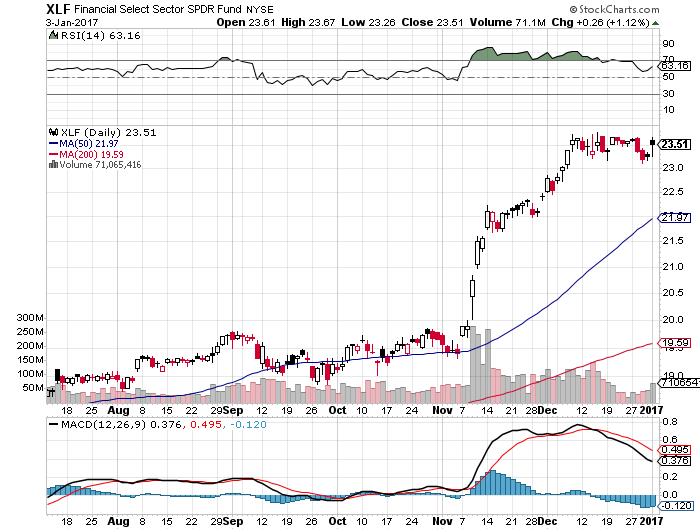 XLF Financial Select Sector SPDR Fund NYSE © StockCharts.com
3-Jan-2017 Open 23.61 High 23.67 Low 23.26 Close 23.51 Volume 71.1M Chg +0.26 (+1.12%)
RSI(14) 63.16
90
70
63.16
50
30
10
XLF (Daily) 23.51
MA(50) 21.97
MA(200) 19.59
Volume 71,065,416
23.51
23.0
22.5
21.97
21.5
21.0
20.5
20.0
19.59
19.0
300M
250M
200M
150M
100M
50M
710654
18 25 Aug 8 15 22 29 Sep 12 19 26 Oct 10 17 24 Nov 7 14 21 28 Dec 12 19 27 2017
MACD(12,26,9) 0.376, 0.495, -0.120
0.8
0.6
0.495
0.376
0.2
0.0
-0.120
18 25 Aug 8 15 22 29 Sep 12 19 26 Oct 10 17 24 Nov 7 14 21 28 Dec 12 19 27 2017